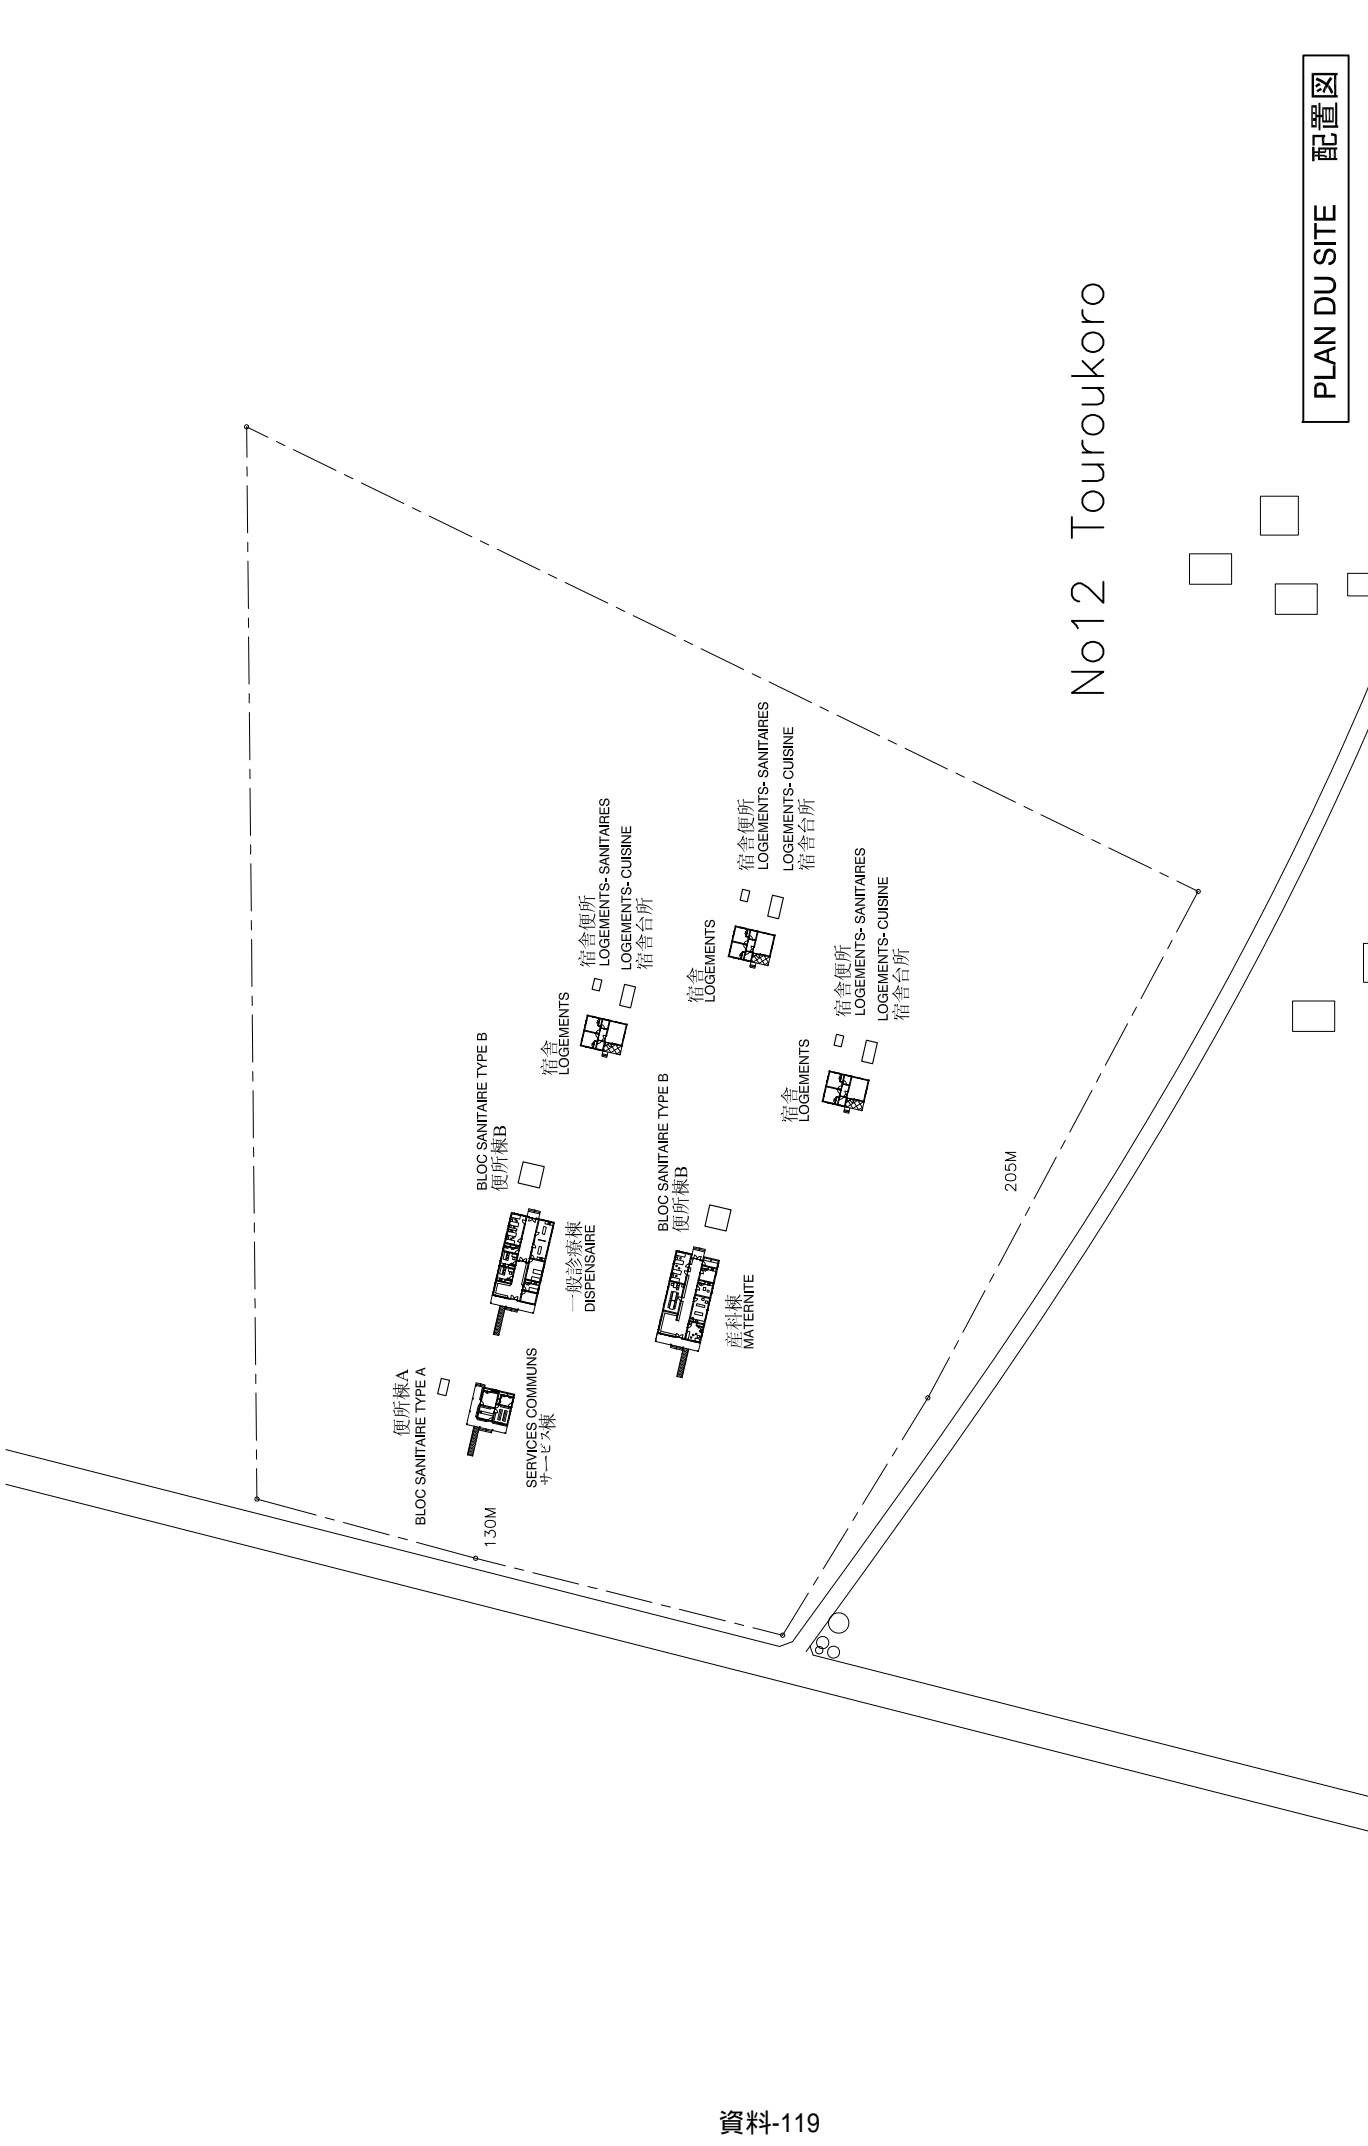 PLAN DU SITE 配置図
No12 Touroukoro
便所棟A
BLOC SANITAIRE TYPE A
SERVICES COMMUNS
サービス棟
130M
BLOC SANITAIRE TYPE B
便所棟B
一般診療棟
DISPENSAIRE
BLOC SANITAIRE TYPE B
便所棟B
産科棟
MATERNITE
宿舎
LOGEMENTS
宿舎便所
LOGEMENTS- SANITAIRES
LOGEMENTS- CUISINE
宿舎台所
宿舎
LOGEMENTS
宿舎便所
LOGEMENTS- SANITAIRES
LOGEMENTS- CUISINE
宿舎台所
宿舎
LOGEMENTS
宿舎便所
LOGEMENTS- SANITAIRES
LOGEMENTS- CUISINE
宿舎台所
205M
資料-119